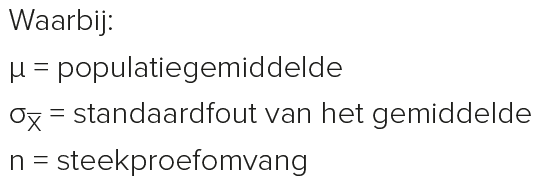 Waarbij:
μ = populatiegemiddelde
σx̅ = standaardfout van het gemiddelde
n = steekproefomvang